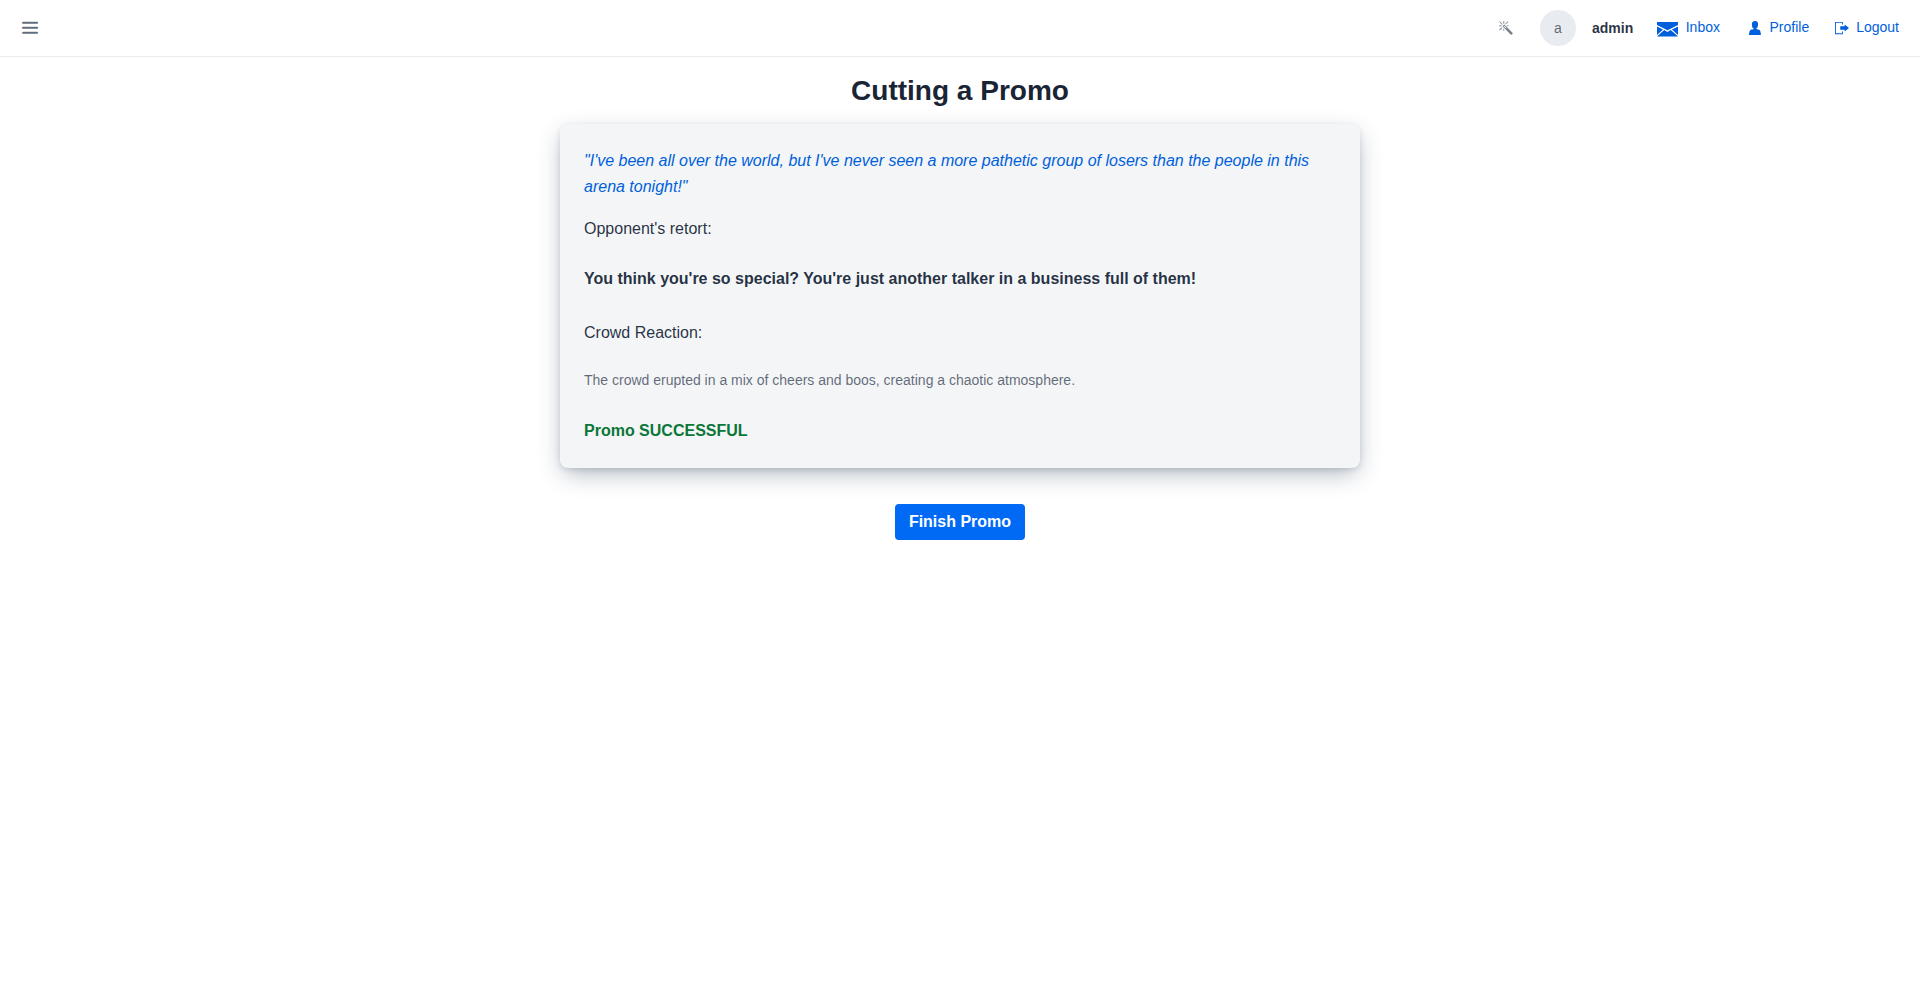 a admin Inbox Profile Logout
Cutting a Promo
"I've been all over the world, but I've never seen a more pathetic group of losers than the people in this
arena tonight!"
Opponent's retort:
You think you're so special? You're just another talker in a business full of them!
Crowd Reaction:
The crowd erupted in a mix of cheers and boos, creating a chaotic atmosphere.
Promo SUCCESSFUL
Finish Promo